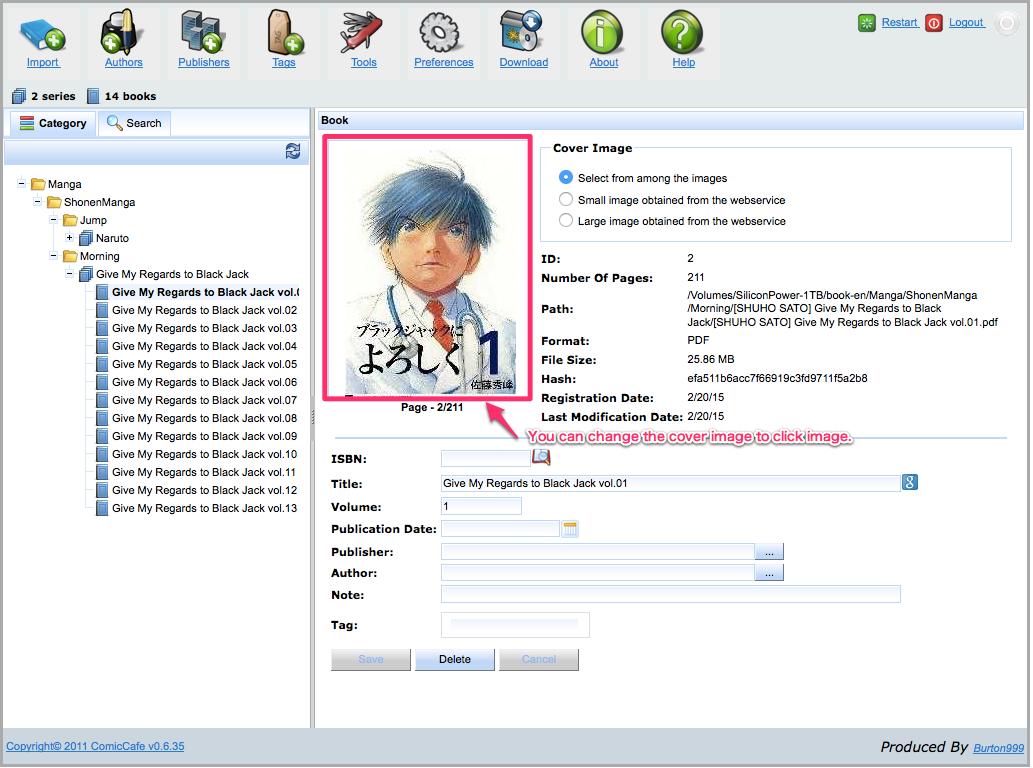 Import
Authors
Publishers
Tags
Tools
Preferences
Download
About
Help
Restart
Logout
2 series
14 books
Category
Search
Manga
ShonenManga
Jump
Naruto
Morning
Give My Regards to Black Jack
Give My Regards to Black Jack vol.0
Give My Regards to Black Jack vol.02
Give My Regards to Black Jack vol.03
Give My Regards to Black Jack vol.04
Give My Regards to Black Jack vol.05
Give My Regards to Black Jack vol.06
Give My Regards to Black Jack vol.07
Give My Regards to Black Jack vol.08
Give My Regards to Black Jack vol.09
Give My Regards to Black Jack vol.10
Give My Regards to Black Jack vol.11
Give My Regards to Black Jack vol.12
Give My Regards to Black Jack vol.13
Book
ブラックジャックに
よろしく 1
佐藤秀峰
Page - 2/211
Cover Image
Select from among the images
Small image obtained from the webservice
Large image obtained from the webservice
ID: 2
Number Of Pages: 211
Path: /Volumes/SiliconPower-1TB/book-en/Manga/ShonenManga
/Morning/[SHUHO SATO] Give My Regards to Black
Jack/[SHUHO SATO] Give My Regards to Black Jack vol.01.pdf
Format: PDF
File Size: 25.86 MB
Hash: efa511b6acc7f66919c3fd9711f5a2b8
Registration Date: 2/20/15
Last Modification Date: 2/20/15
You can change the cover image to click image.
ISBN:
Title: Give My Regards to Black Jack vol.01 8
Volume: 1
Publication Date:
Publisher: ...
Author: ...
Note:
Tag:
Save Delete Cancel
Copyright© 2011 ComicCafe v0.6.35
Produced By Burton999